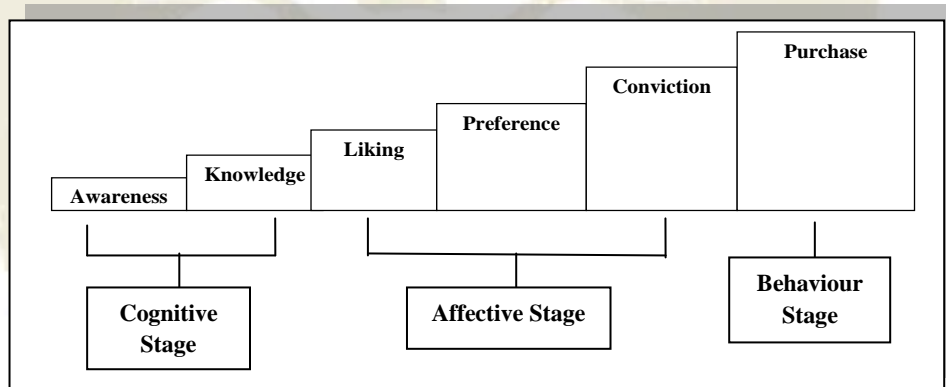 Purchase
Conviction
Preference
Liking
Knowledge
Awareness
Cognitive
Stage
Affective Stage
Behaviour
Stage